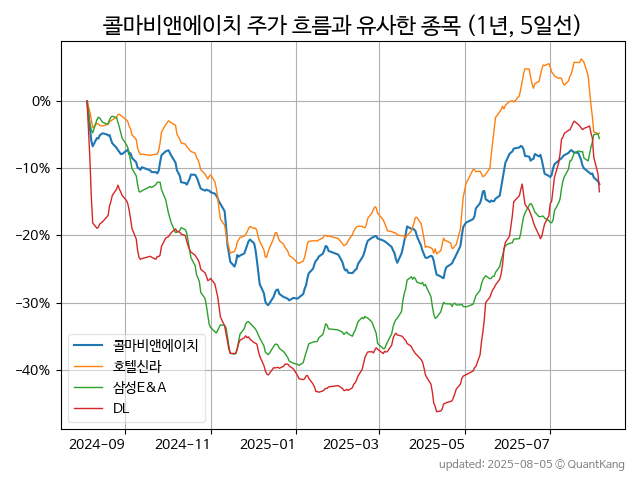 콜마비앤에이치 주가 흐름과 유사한 종목 (1년, 5일선)
0%
−10%
−20%
−30%
−40%
콜마비앤에이치
호텔신라
삼성E&A
DL
2024-09 2024-11 2025-01 2025-03 2025-05 2025-07
updated: 2025-08-05 © QuantKang